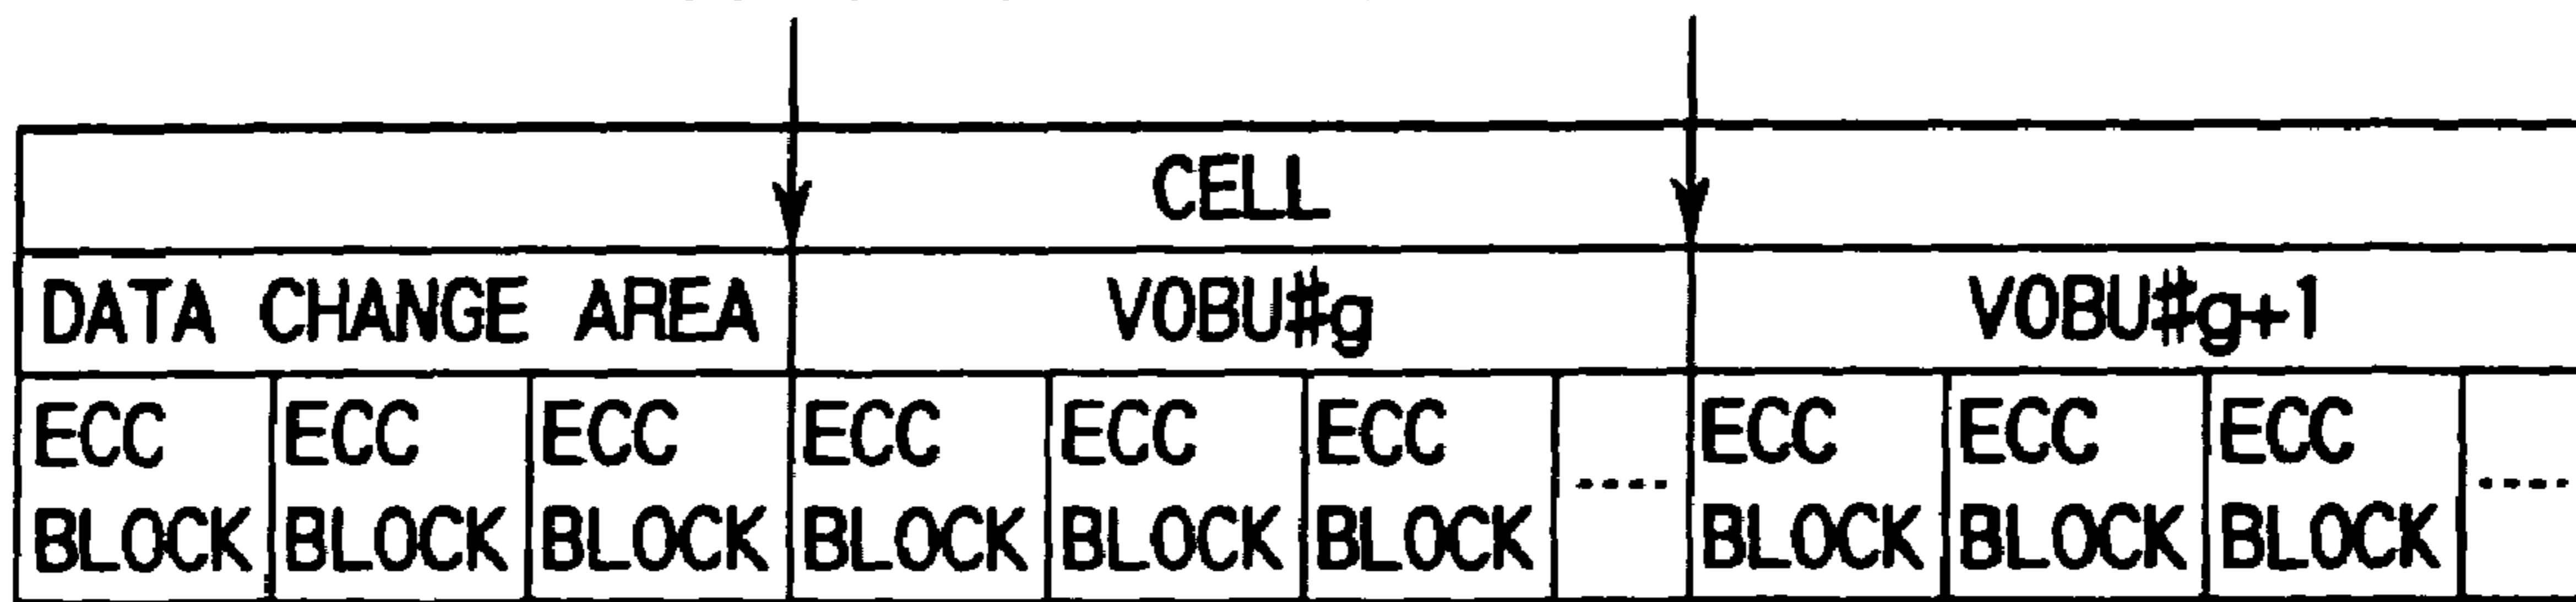 CELL
DATA CHANGE AREA VOBU#g VOBU#g+1
ECC ECC ECC ECC ECC ECC ECC ECC ECC
BLOCK BLOCK BLOCK BLOCK BLOCK BLOCK ···· BLOCK BLOCK BLOCK ····